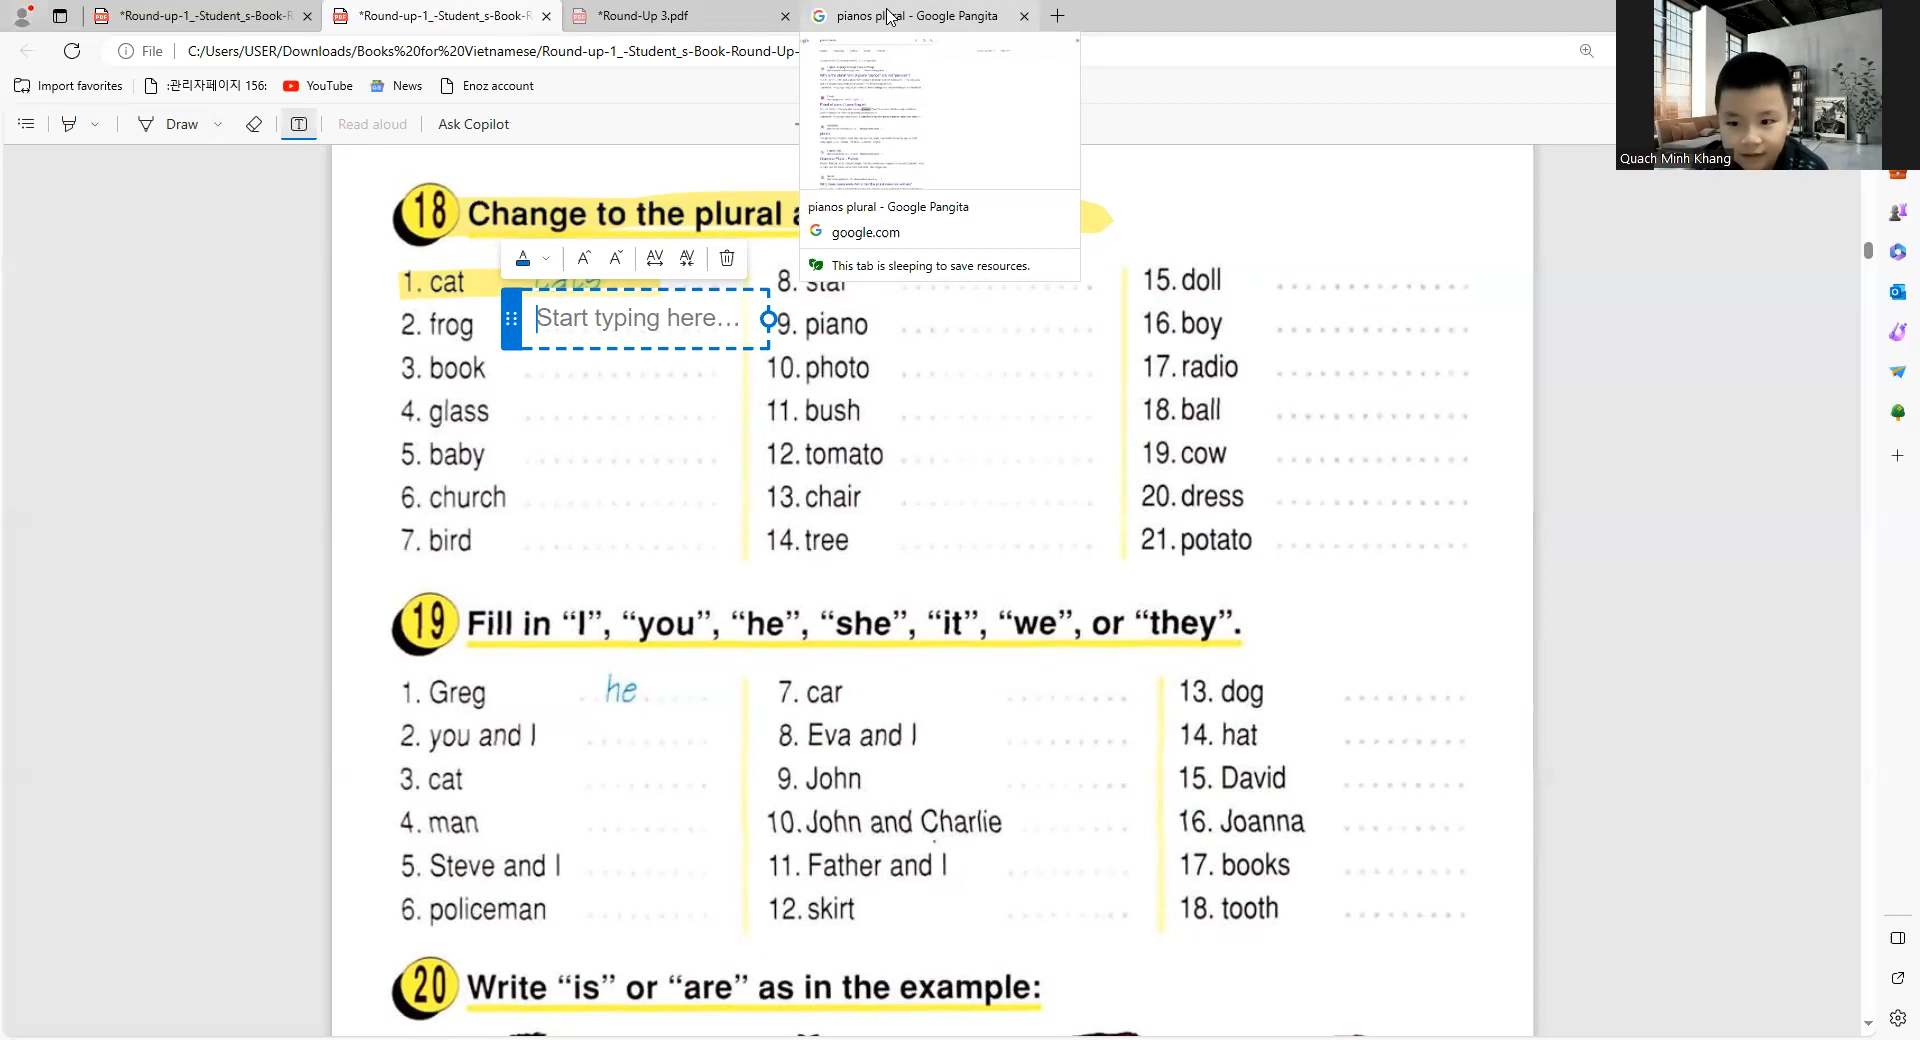 *Round-up-1_-Student_s-Book-R
*Round-up-1_-Student_s-Book-R
*Round-Up 3.pdf
pianos plural - Google Pangita
File
C:/Users/USER/Downloads/Books%20for%20Vietnamese/Round-up-1_-Student_s-Book-Round-Up-
Import favorites
:관리자페이지 156:
YouTube
News
Enoz account
Draw
Read aloud
Ask Copilot
pianos plural - Google Pangita
google.com
This tab is sleeping to save resources.
Quach Minh Khang
18 Change to the plural
1. cat cats
2. frog
Start typing here...
3. book
4. glass
5. baby
6. church
7. bird
8. star
9. piano
10. photo
11. bush
12. tomato
13. chair
14. tree
15. doll
16. boy
17. radio
18. ball
19. cow
20. dress
21. potato
19 Fill in “I”, “you”, “he”, “she”, “it”, “we”, or “they”.
1. Greg he
2. you and I
3. cat
4. man
5. Steve and I
6. policeman
7. car
8. Eva and I
9. John
10. John and Charlie
11. Father and I
12. skirt
13. dog
14. hat
15. David
16. Joanna
17. books
18. tooth
20 Write “is” or “are” as in the example: